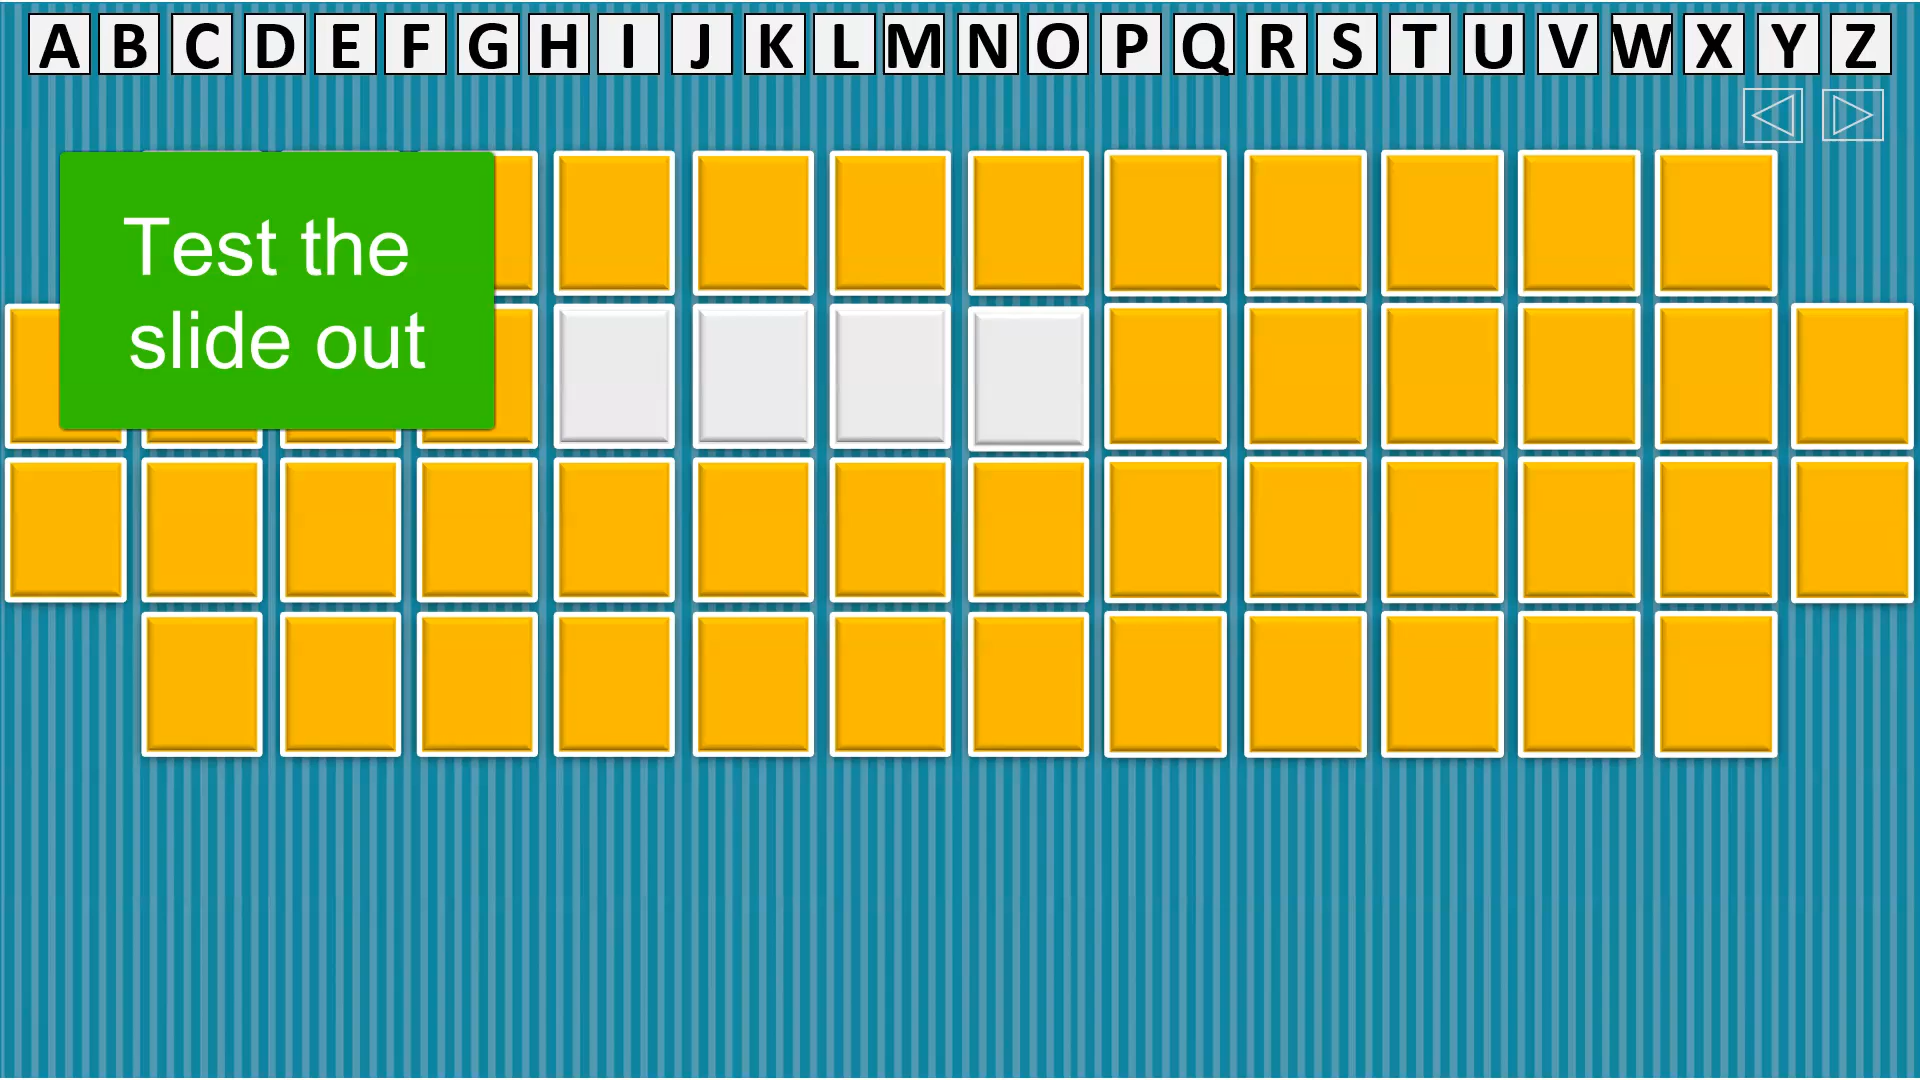 A B C D E F G H I J K L M N O P Q R S T U V W X Y Z
Test the
slide out